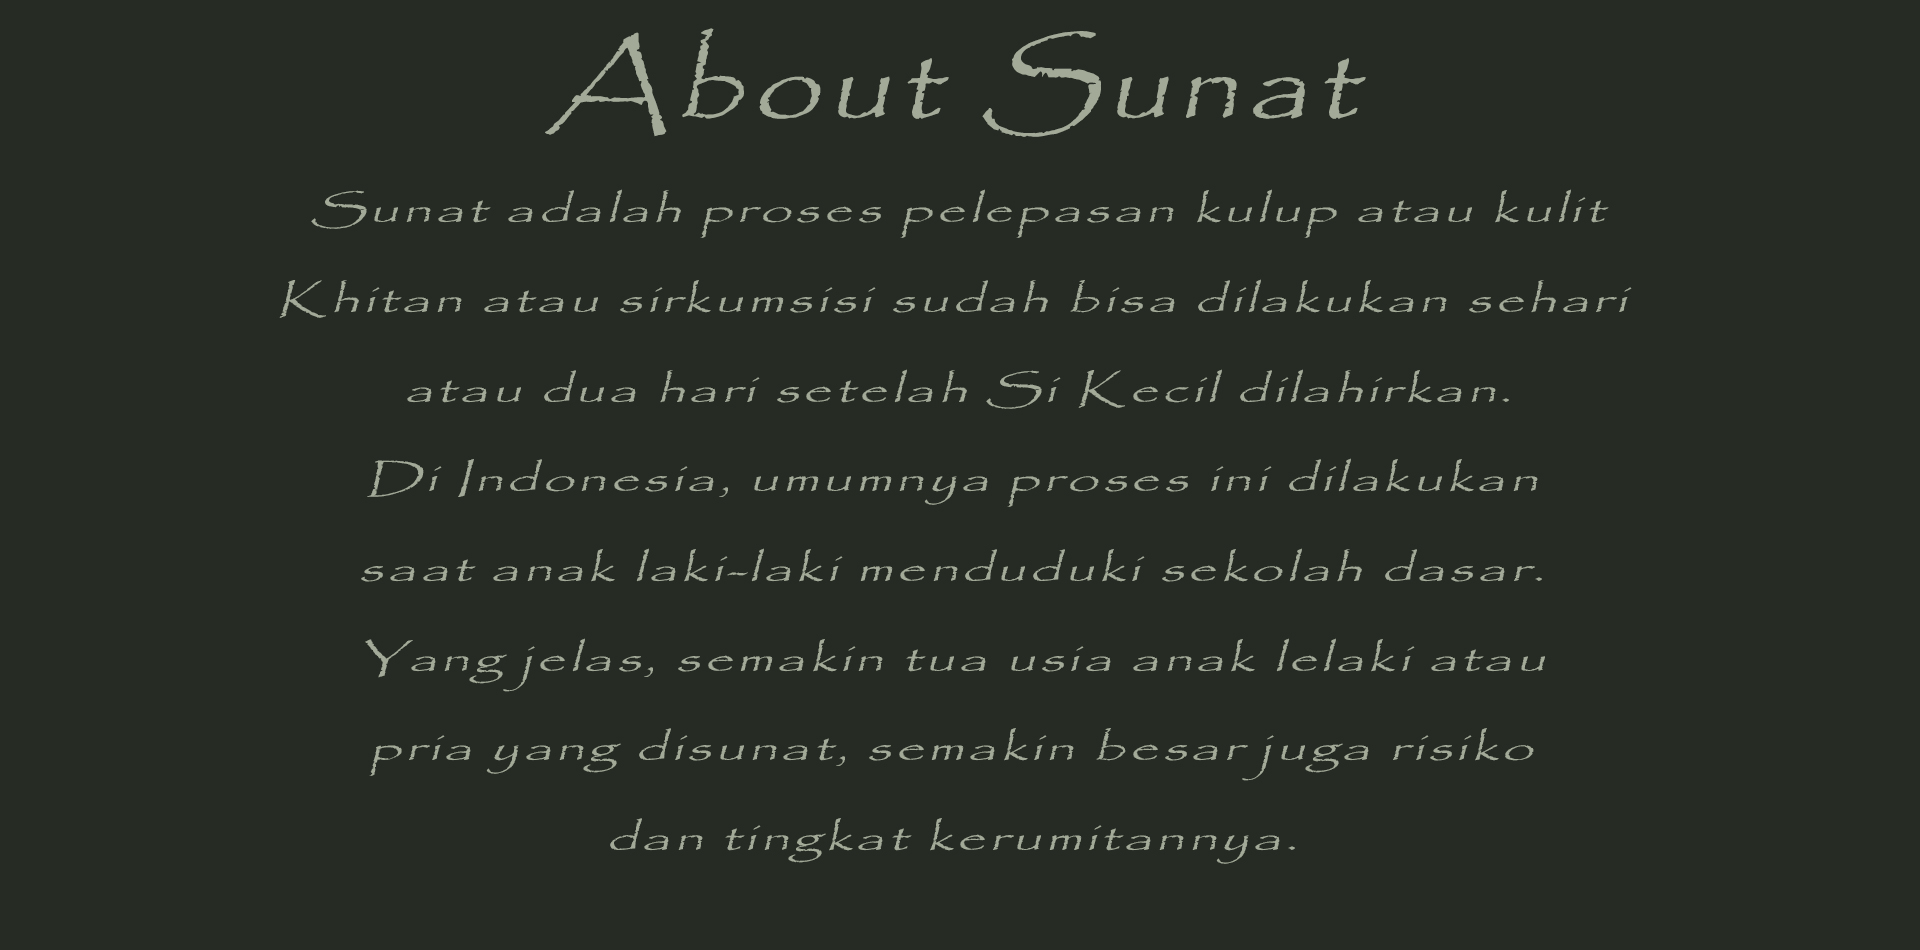 About Sunat
Sunat adalah proses pelepasan kulup atau kulit
Khitan atau sirkumsisi sudah bisa dilakukan sehari
atau dua hari setelah Si Kecil dilahirkan.
Di Indonesia, umumnya proses ini dilakukan
saat anak laki-laki menduduki sekolah dasar.
Yang jelas, semakin tua usia anak lelaki atau
pria yang disunat, semakin besar juga risiko
dan tingkat kerumitannya.